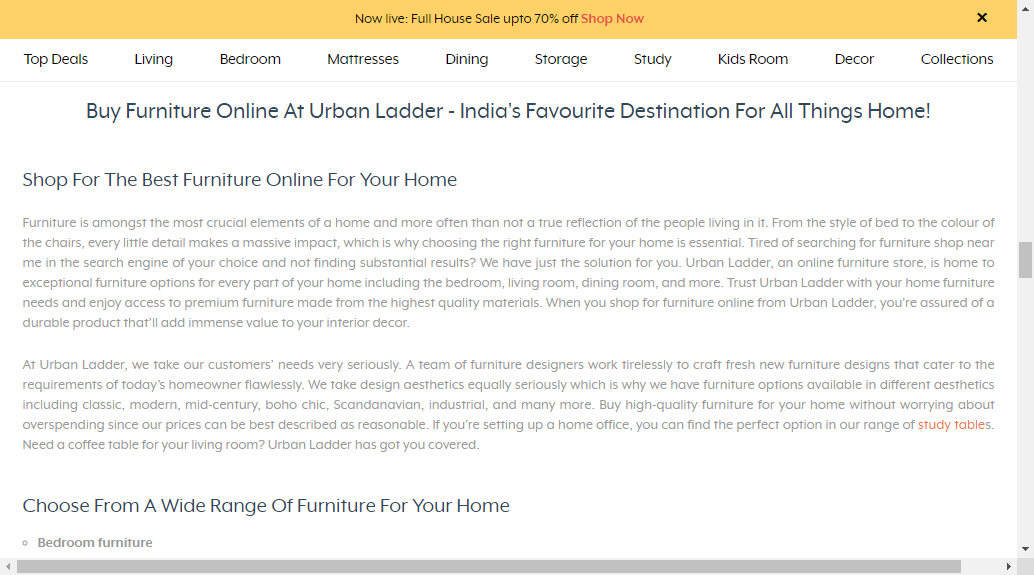 Now live: Full House Sale upto 70% off Shop Now ✕
Top Deals Living Bedroom Mattresses Dining Storage Study Kids Room Decor Collections
Buy Furniture Online At Urban Ladder - India's Favourite Destination For All Things Home!
Shop For The Best Furniture Online For Your Home
Furniture is amongst the most crucial elements of a home and more often than not a true reflection of the people living in it. From the style of bed to the colour of
the chairs, every little detail makes a massive impact, which is why choosing the right furniture for your home is essential. Tired of searching for furniture shop near
me in the search engine of your choice and not finding substantial results? We have just the solution for you. Urban Ladder, an online furniture store, is home to
exceptional furniture options for every part of your home including the bedroom, living room, dining room, and more. Trust Urban Ladder with your home furniture
needs and enjoy access to premium furniture made from the highest quality materials. When you shop for furniture online from Urban Ladder, you're assured of a
durable product that'll add immense value to your interior decor.
At Urban Ladder, we take our customers' needs very seriously. A team of furniture designers work tirelessly to craft fresh new furniture designs that cater to the
requirements of today's homeowner flawlessly. We take design aesthetics equally seriously which is why we have furniture options available in different aesthetics
including classic, modern, mid-century, boho chic, Scandanavian, industrial, and many more. Buy high-quality furniture for your home without worrying about
overspending since our prices can be best described as reasonable. If you're setting up a home office, you can find the perfect option in our range of study tables.
Need a coffee table for your living room? Urban Ladder has got you covered.
Choose From A Wide Range Of Furniture For Your Home
Bedroom furniture